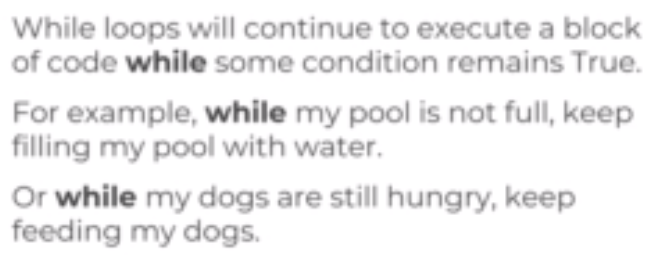 While loops will continue to execute a block
of code while some condition remains True.
For example, while my pool is not full, keep
filling my pool with water.
Or while my dogs are still hungry, keep
feeding my dogs.